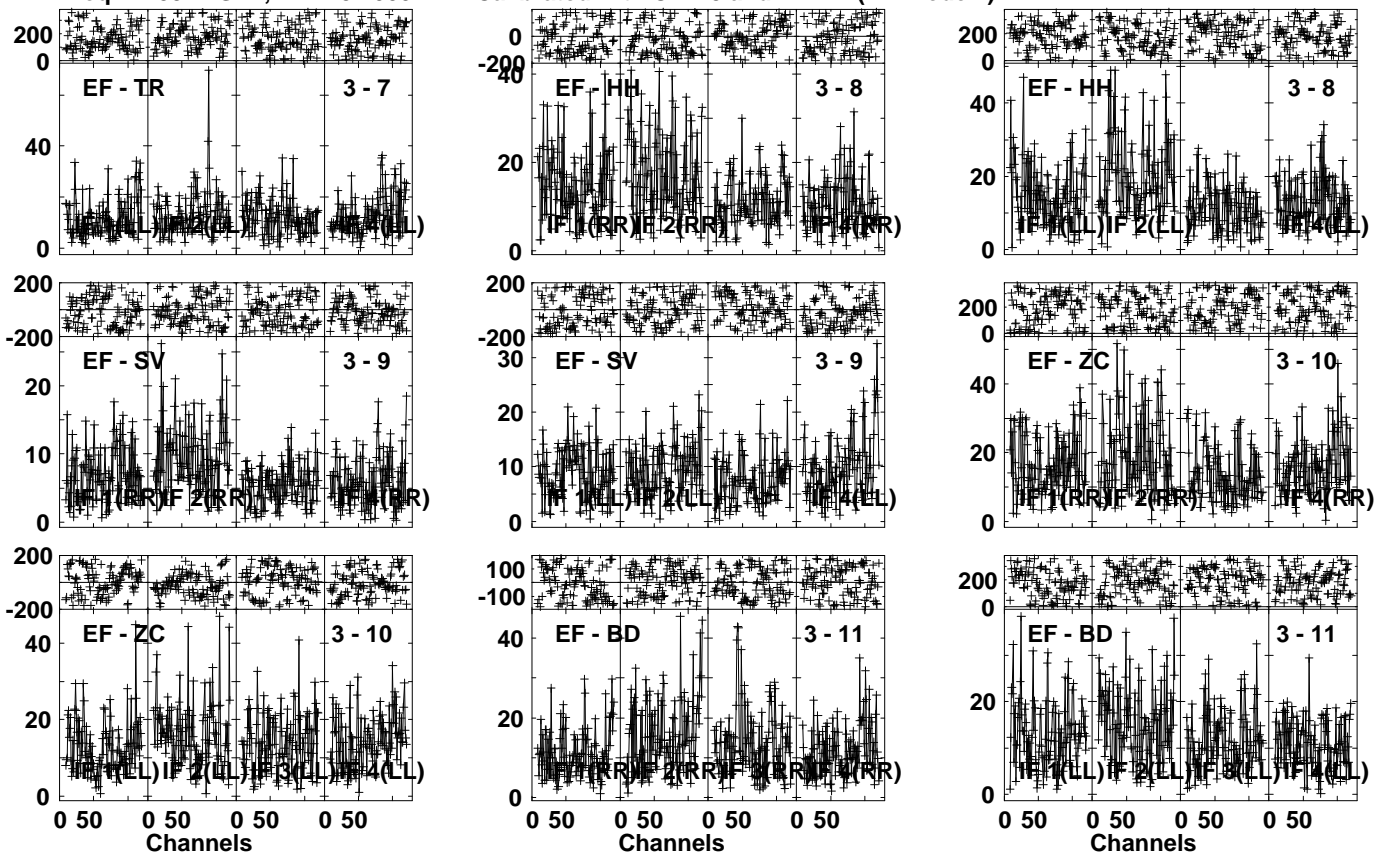 200
0
0
-200
200
0
EF - TR 3 - 7
EF - HH 3 - 8
EF - HH 3 - 8
40
0
40
20
0
40
20
0
IF 1(LL) IF 2(LL) IF 4(LL)
IF 1(RR) IF 2(RR) IF 4(RR)
IF 1(LL) IF 2(LL) IF 4(LL)
200
-200
200
-200
200
0
EF - SV 3 - 9
EF - SV 3 - 9
EF - ZC 3 - 10
20
10
0
30
20
10
0
40
20
0
IF 1(RR) IF 2(RR) IF 4(RR)
IF 1(LL) IF 2(LL) IF 4(LL)
IF 1(RR) IF 2(RR) IF 4(RR)
200
-200
100
-100
200
0
EF - ZC 3 - 10
EF - BD 3 - 11
EF - BD 3 - 11
40
20
0
40
20
0
20
0
IF 1(LL) IF 2(LL) IF 3(LL) IF 4(LL)
IF 1(RR) IF 2(RR) IF 3(RR) IF 4(RR)
IF 1(LL) IF 2(LL) IF 3(LL) IF 4(LL)
0 50 0 50 0 50 0 50
0 50 0 50 0 50 0 50
0 50 0 50 0 50 0 50
Channels
Channels
Channels